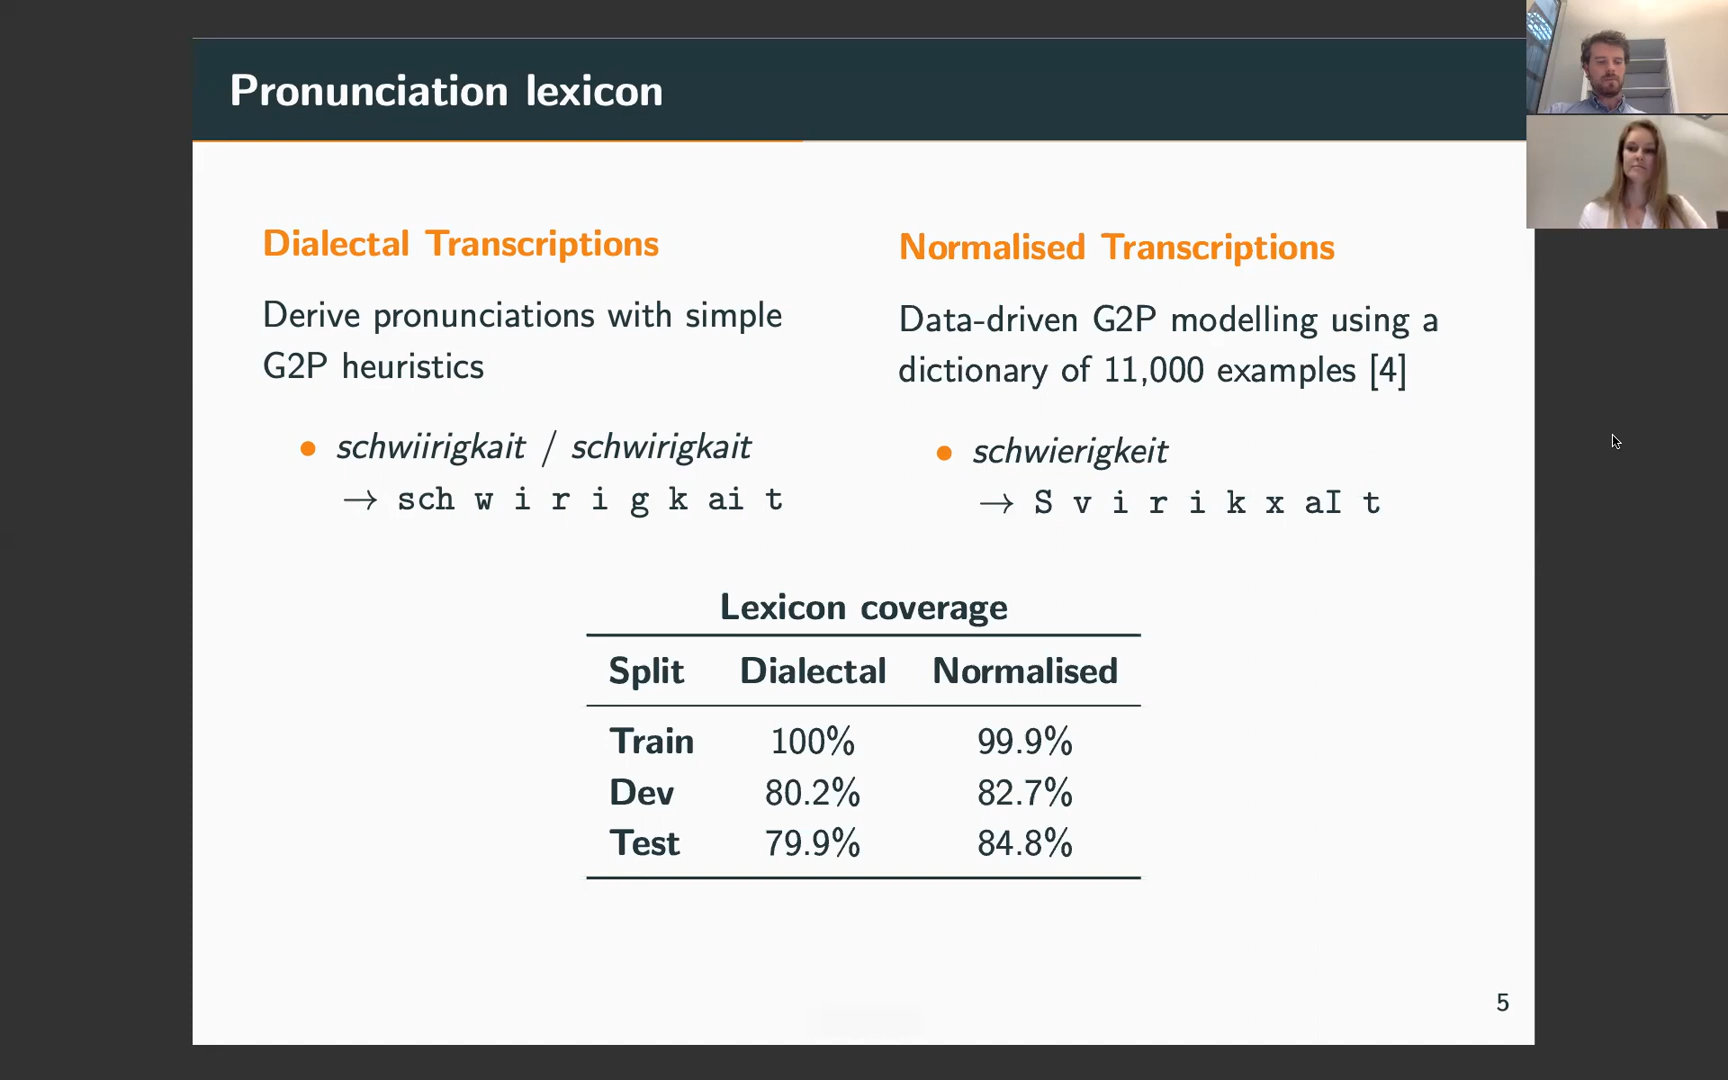 Pronunciation lexicon
Dialectal Transcriptions
Derive pronunciations with simple
G2P heuristics
• schwiirigkait / schwirigkait
→ sch w i r i g k ai t
Normalised Transcriptions
Data-driven G2P modelling using a
dictionary of 11,000 examples [4]
• schwierigkeit
→ S v i r i k x aI t
Lexicon coverage
Split Dialectal Normalised
Train 100% 99.9%
Dev 80.2% 82.7%
Test 79.9% 84.8%
5